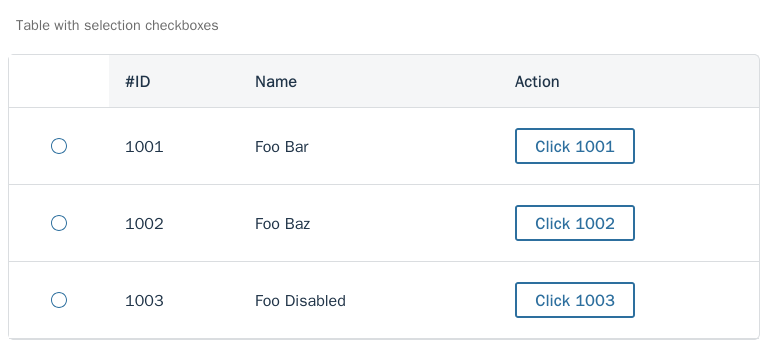 Table with selection checkboxes
#ID Name Action
1001 Foo Bar Click 1001
1002 Foo Baz Click 1002
1003 Foo Disabled Click 1003